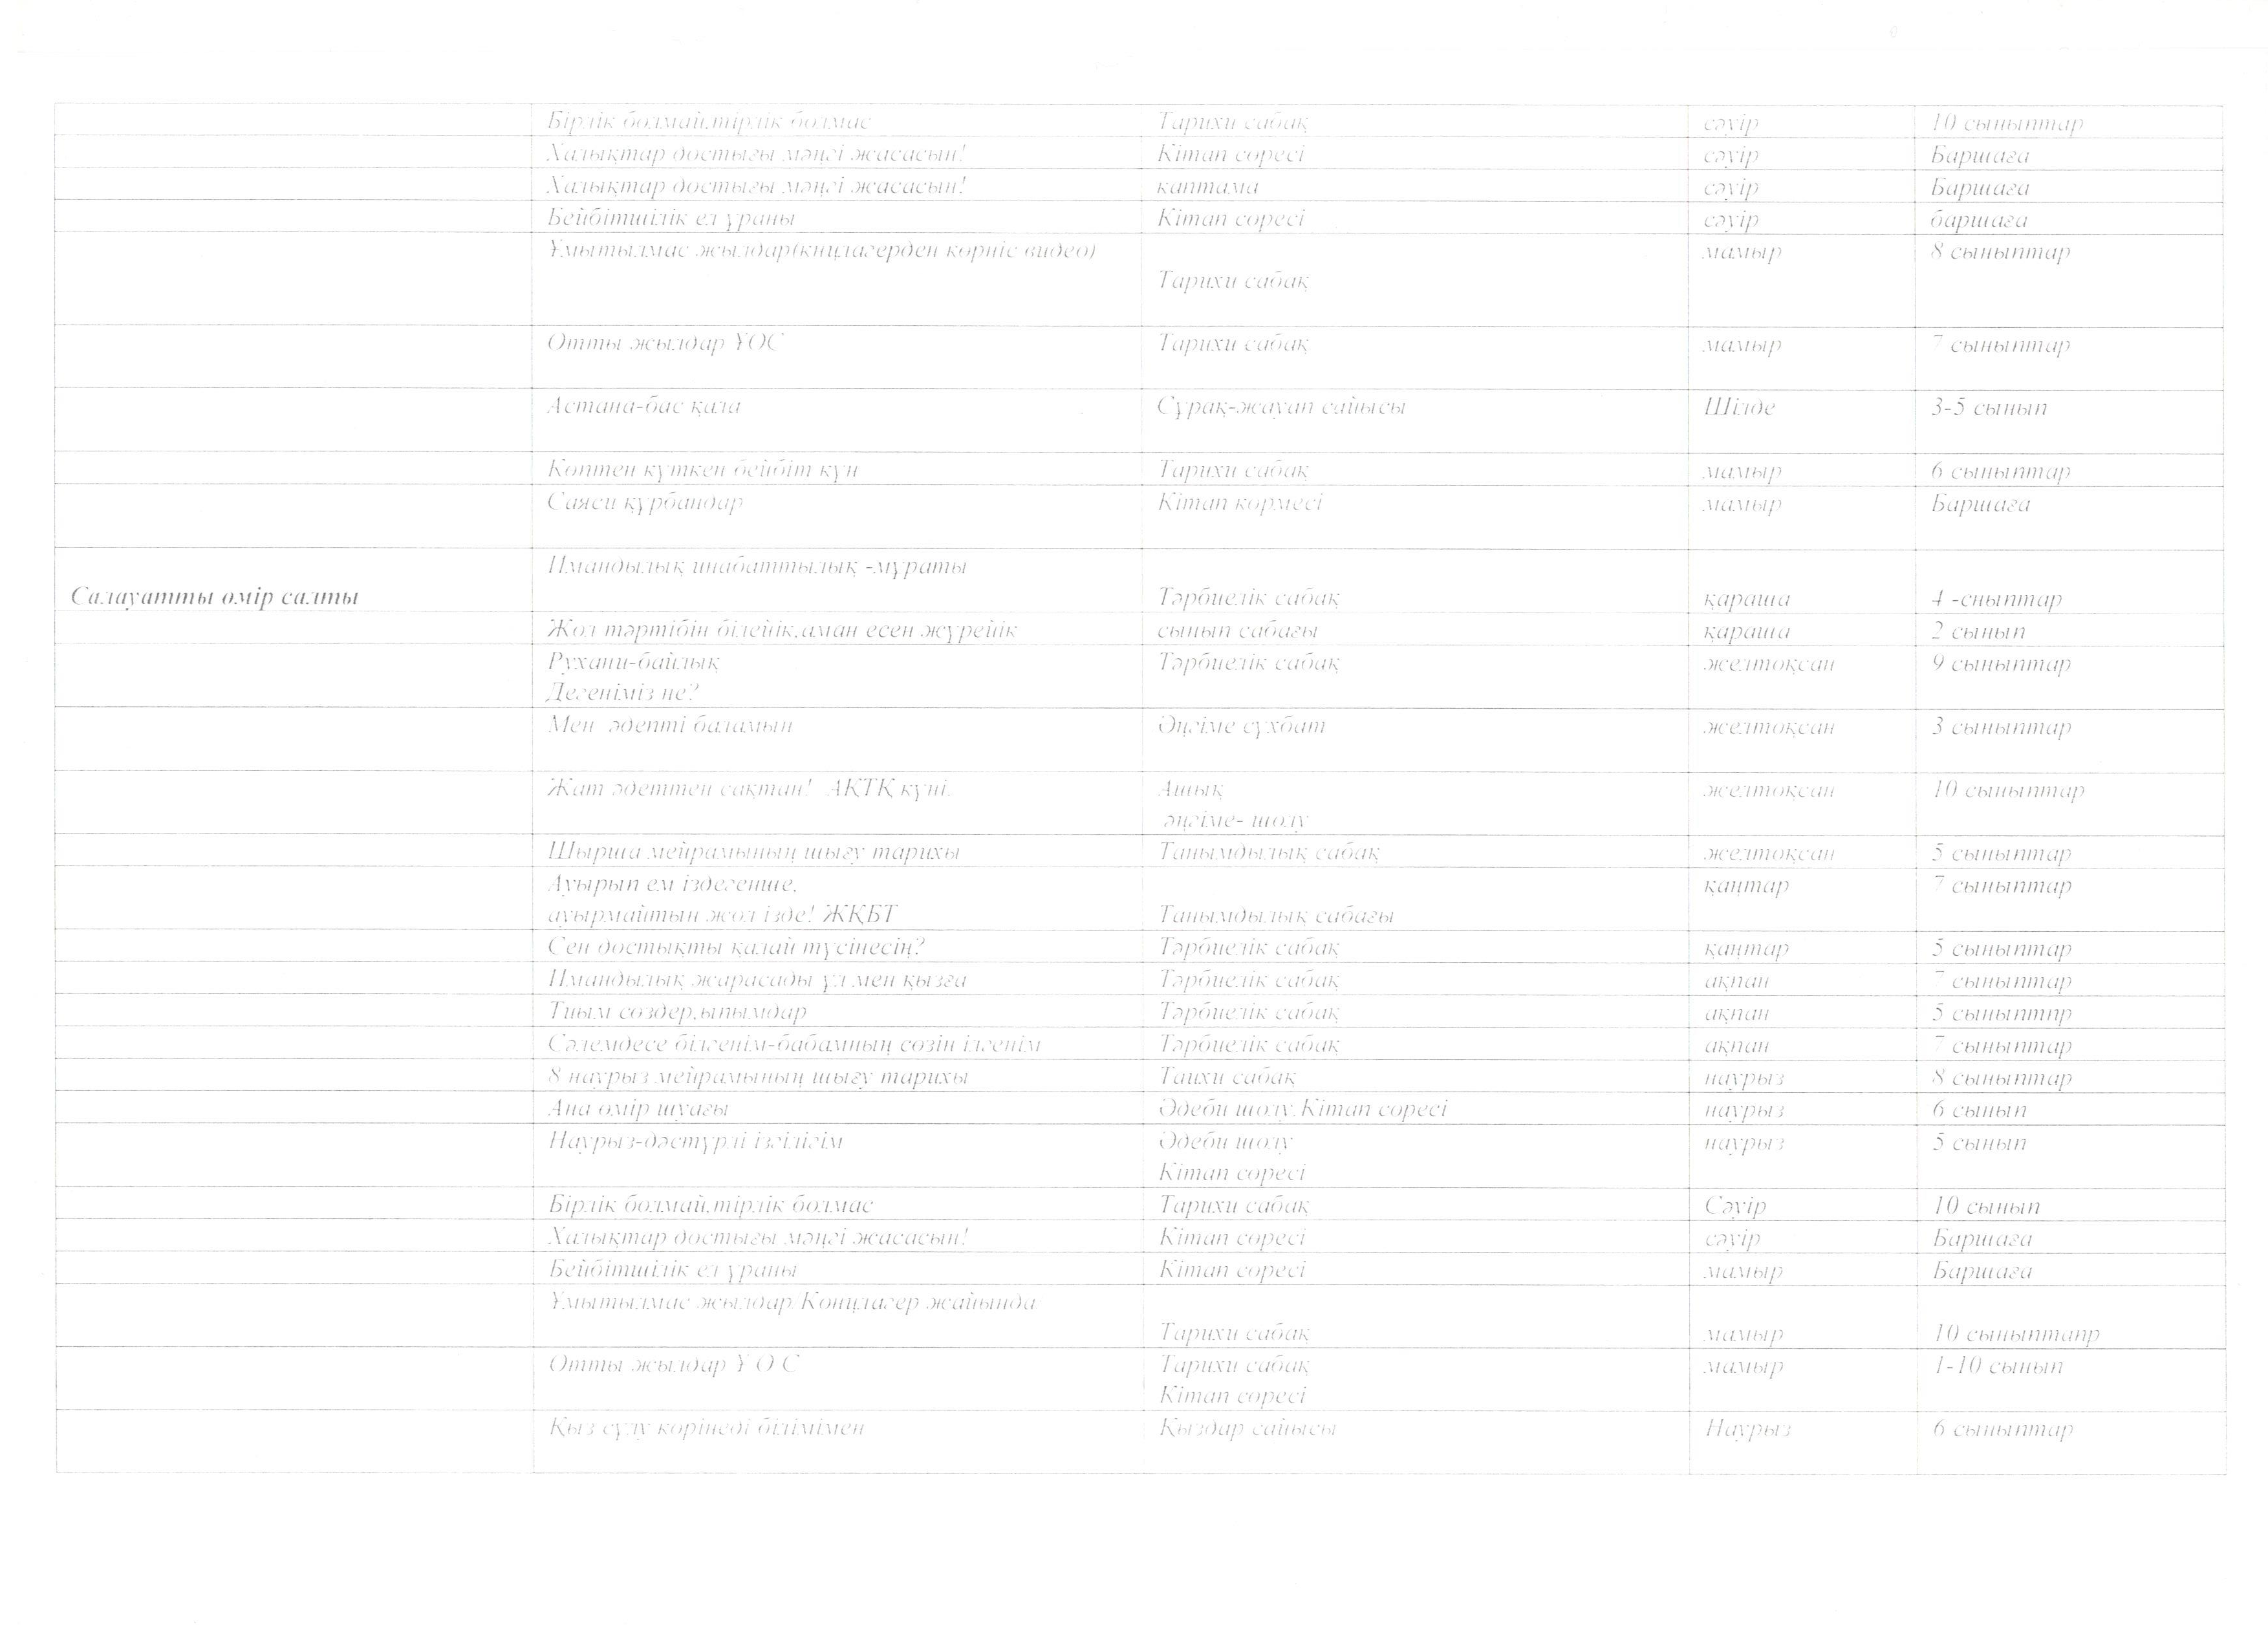 Бірлік болмай,тірлік болмас Тарихи сабақ сәуір 10 сыныптар
Халықтар достығы мәңгі жасасын! Кітап сөресі сәуір Баршаға
Халықтар достығы мәңгі жасасын! каптама сәуір Баршаға
Бейбітшілік ел ұраны Кітап сөресі сәуір баршаға
Ұмытылмас жылдар(кнцлагерден көрніс видео) мамыр 8 сыныптар
Тарихи сабақ
Отты жылдар ҰОС Тарихи сабақ мамыр 7 сыныптар
Астана-бас қала Сұрақ-жауап сайысы Шілде 3-5 сынып
Көптен күткен бейбіт күн Тарихи сабақ мамыр 6 сыныптар
Саяси құрбандар Кітап көрмесі мамыр Баршаға
Имандылық инабаттылық -мұраты
Салауатты өмір салты Тәрбиелік сабақ қараша 4 -сныптар
Жол тәртібін білейік,аман есен жүрейік сынып сабағы қараша 2 сынып
Рухани-байлық Тәрбиелік сабақ желтоқсан 9 сыныптар
Дегеніміз не?
Мен әдепті баламын Әңгіме сұхбат желтоқсан 3 сыныптар
Жат әдеттен сақтан! АҚТҚ күні. Ашық желтоқсан 10 сыныптар
әңгіме- шолу
Шырша мейрамының шығу тарихы Танымдылық сабақ желтоқсан 5 сыныптар
Ауырып ем іздегенше, қаңтар 7 сыныптар
ауырмайтын жол ізде! ЖҚБТ Танымдылық сабағы
Сен достықты қалай түсінесің? Тәрбиелік сабақ қаңтар 5 сыныптар
Имандылық жарасады ұл мен қызға Тәрбиелік сабақ ақпан 7 сыныптар
Тиым сөздер,ырымдар Тәрбиелік сабақ ақпан 5 сыныптнр
Сәлемдесе білгенім-бабамның сөзін ілгенім Тәрбиелік сабақ ақпан 7 сыныптар
8 наурыз мейрамының шығу тарихы Таихи сабақ наурыз 8 сыныптар
Ана өмір шуағы Әдеби шолу.Кітап сөресі наурыз 6 сынып
Наурыз-дәстүрлі ізгілігім Әдеби шолу наурыз 5 сынып
Кітап сөресі
Бірлік болмай,тірлік болмас Тарихи сабақ Сәуір 10 сынып
Халықтар достығы мәңгі жасасын! Кітап сөресі сәуір Баршаға
Бейбітшілік ел ұраны Кітап сөресі мамыр Баршаға
Ұмытылмас жылдар.Концлагер жайында
Тарихи сабақ мамыр 10 сыныптапр
Отты жылдар Ұ О С Тарихи сабақ мамыр 1-10 сынып
Кітап сөресі
Қыз сұлу көрінеді білімімен Қыздар сайысы Наурыз 6 сыныптар